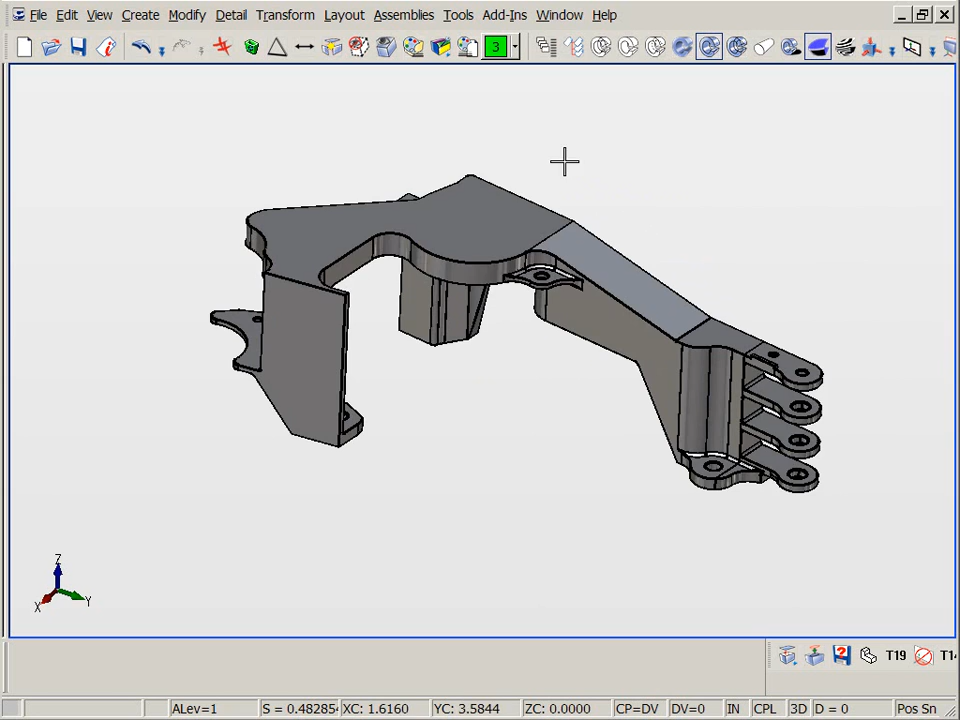 File Edit View Create Modify Detail Transform Layout Assemblies Tools Add-Ins Window Help
3
Z
X Y
T19 T14
ALev=1 S = 0.48285 XC: 1.6160 YC: 3.5844 ZC: 0.0000 CP=DV DV=0 IN CPL 3D D = 0 Pos Sn